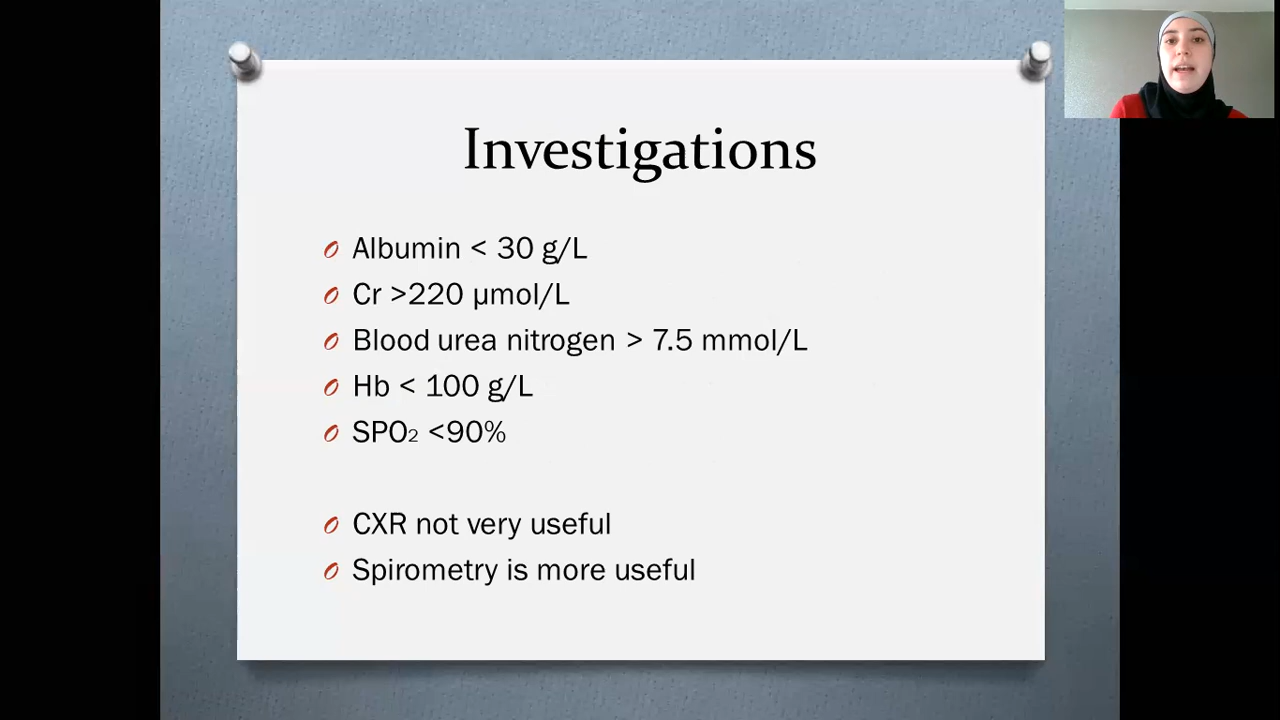 Investigations
Albumin < 30 g/L
Cr >220 µmol/L
Blood urea nitrogen > 7.5 mmol/L
Hb < 100 g/L
SPO₂ <90%
CXR not very useful
Spirometry is more useful